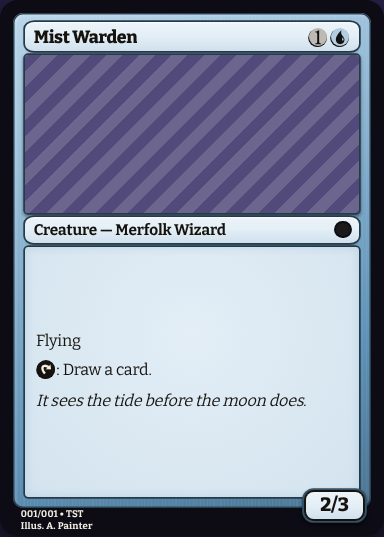 Mist Warden 1
Creature — Merfolk Wizard
Flying
: Draw a card.
It sees the tide before the moon does.
2/3
001/001 • TST
Illus. A. Painter